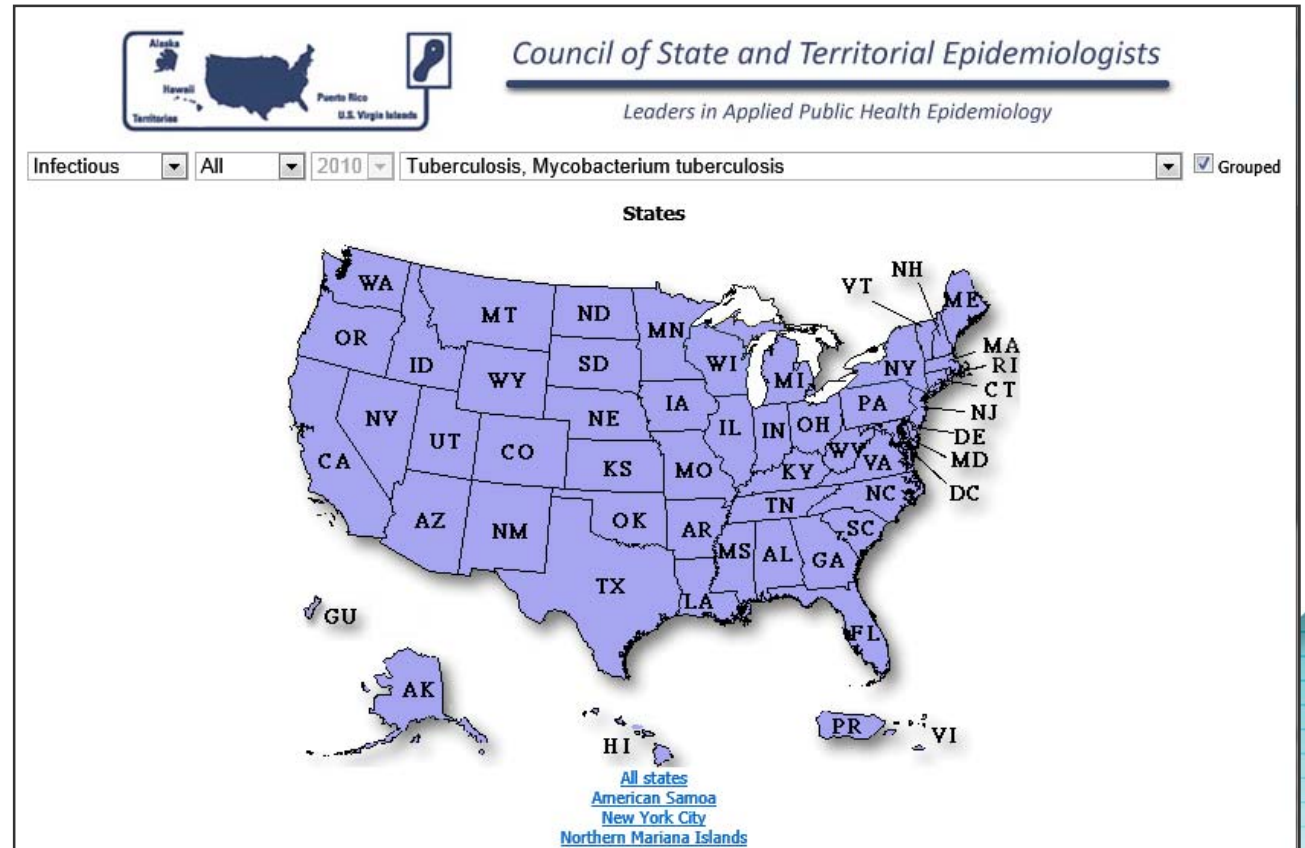 Alaska
Hawaii
Puerto Rico
Territories
U.S. Virgin Islands
Council of State and Territorial Epidemiologists
Leaders in Applied Public Health Epidemiology
Infectious All 2010 Tuberculosis, Mycobacterium tuberculosis Grouped
States
WA
MT
ND
MN
VT
NH
ME
OR
ID
WY
SD
WI
MI
NY
MA
RI
CT
NV
UT
CO
NE
IA
IL
IN
OH
PA
NJ
DE
MD
DC
CA
KS
MO
KY
WV
VA
AZ
NM
OK
AR
TN
NC
SC
TX
LA
MS
AL
GA
FL
GU
AK
HI
PR
VI
All states
American Samoa
New York City
Northern Mariana Islands